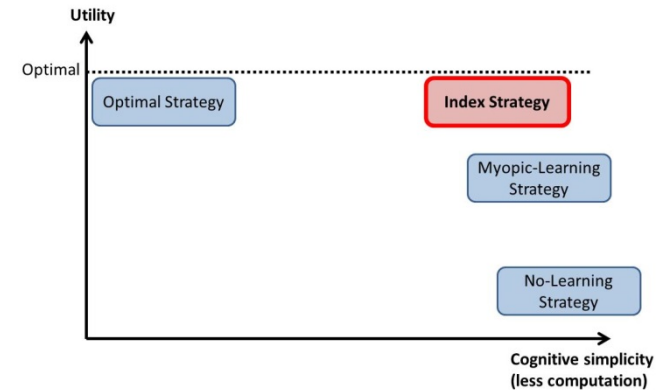 Utility
Optimal
Optimal Strategy
Index Strategy
Myopic-Learning
Strategy
No-Learning
Strategy
Cognitive simplicity
(less computation)